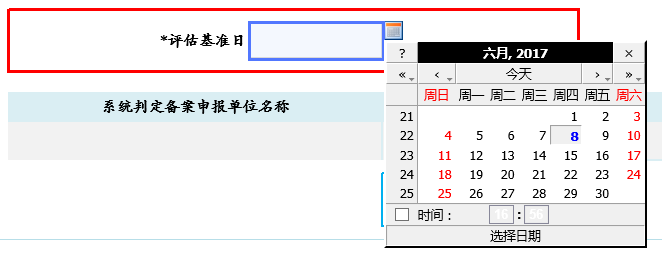 *评估基准日
系统判定备案申报单位名称
? 六月, 2017 ×
« ‹ 今天 › »
周日 周一 周二 周三 周四 周五 周六
21 1 2 3
22 4 5 6 7 8 9 10
23 11 12 13 14 15 16 17
24 18 19 20 21 22 23 24
25 25 26 27 28 29 30
时间： 16 : 56
选择日期